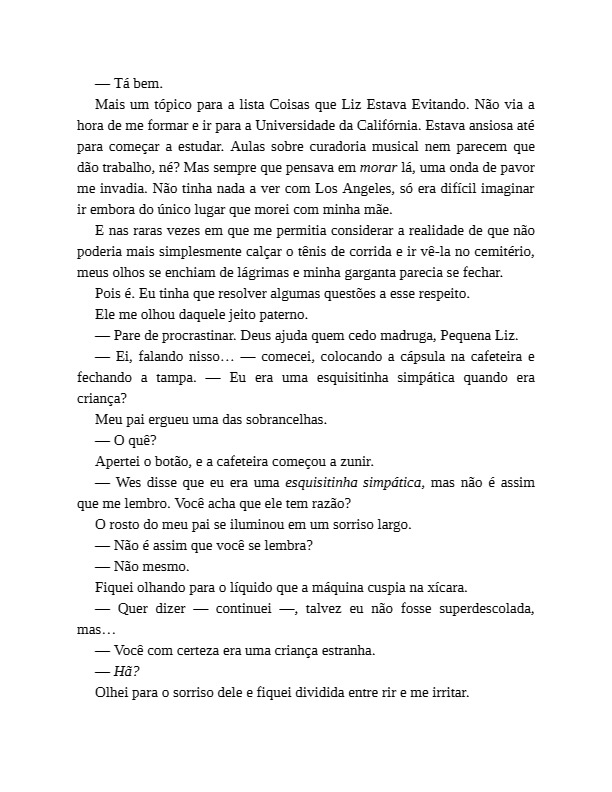 — Tá bem.
Mais um tópico para a lista Coisas que Liz Estava Evitando. Não via a
hora de me formar e ir para a Universidade da Califórnia. Estava ansiosa até
para começar a estudar. Aulas sobre curadoria musical nem parecem que
dão trabalho, né? Mas sempre que pensava em morar lá, uma onda de pavor
me invadia. Não tinha nada a ver com Los Angeles, só era difícil imaginar
ir embora do único lugar que morei com minha mãe.
E nas raras vezes em que me permitia considerar a realidade de que não
poderia mais simplesmente calçar o tênis de corrida e ir vê-la no cemitério,
meus olhos se enchiam de lágrimas e minha garganta parecia se fechar.
Pois é. Eu tinha que resolver algumas questões a esse respeito.
Ele me olhou daquele jeito paterno.
— Pare de procrastinar. Deus ajuda quem cedo madruga, Pequena Liz.
— Ei, falando nisso… — comecei, colocando a cápsula na cafeteira e
fechando a tampa. — Eu era uma esquisitinha simpática quando era
criança?
Meu pai ergueu uma das sobrancelhas.
— O quê?
Apertei o botão, e a cafeteira começou a zunir.
— Wes disse que eu era uma esquisitinha simpática, mas não é assim
que me lembro. Você acha que ele tem razão?
O rosto do meu pai se iluminou em um sorriso largo.
— Não é assim que você se lembra?
— Não mesmo.
Fiquei olhando para o líquido que a máquina cuspia na xícara.
— Quer dizer — continuei —, talvez eu não fosse superdescolada,
mas…
— Você com certeza era uma criança estranha.
— Hã?
Olhei para o sorriso dele e fiquei dividida entre rir e me irritar.